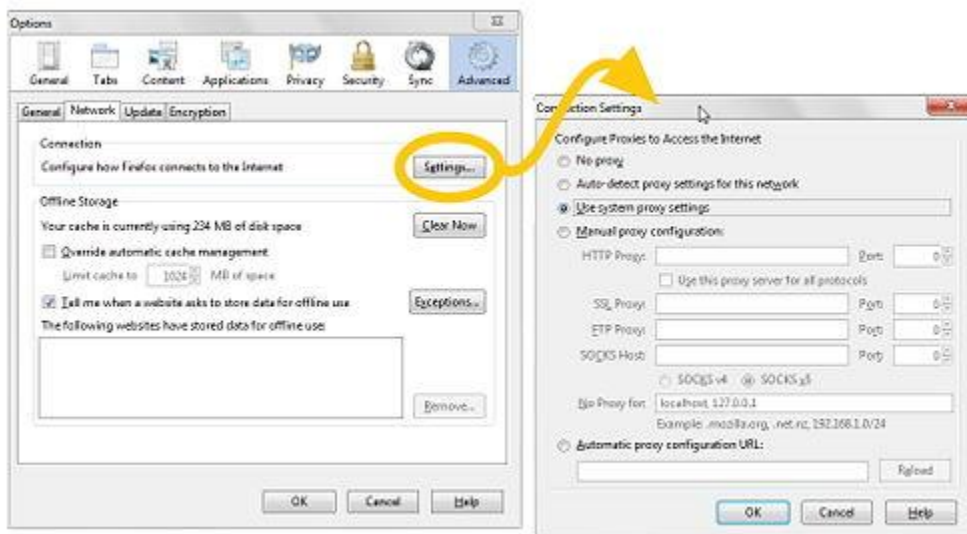 Options
General Tabs Content Applications Privacy Security Sync Advanced
General Network Update Encryption
Connection
Configure how Firefox connects to the Internet
Settings...
Offline Storage
Your cache is currently using 234 MB of disk space
Clear Now
Override automatic cache management
Limit cache to 1024 MB of space
Tell me when a website asks to store data for offline use
Exceptions...
The following websites have stored data for offline use:
Remove...
OK Cancel Help
Connection Settings
Configure Proxies to Access the Internet
No proxy
Auto-detect proxy settings for this network
Use system proxy settings
Manual proxy configuration:
HTTP Proxy: Port: 0
Use this proxy server for all protocols
SSL Proxy: Port: 0
FTP Proxy: Port: 0
SOCKS Host: Port: 0
SOCKS v4 SOCKS v5
No Proxy for: localhost, 127.0.0.1
Example: .mozilla.org, .net.nz, 192.168.1.0/24
Automatic proxy configuration URL:
Reload
OK Cancel Help